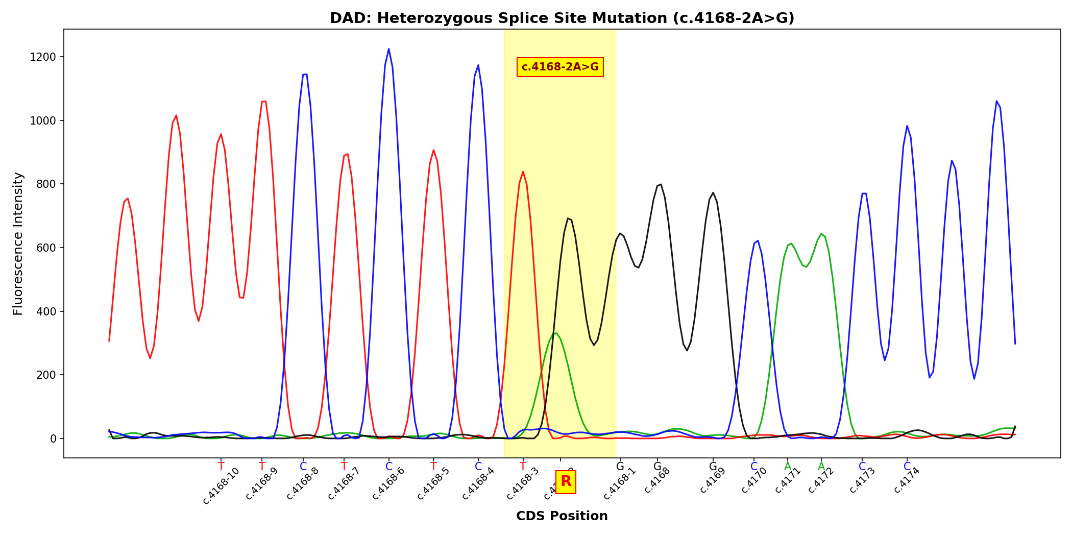 DAD: Heterozygous Splice Site Mutation (c.4168-2A>G)
c.4168-2A>G
Fluorescence Intensity
1200
1000
800
600
400
200
0
T T C T C T C T R G G G C A A C C
c.4168-10 c.4168-9 c.4168-8 c.4168-7 c.4168-6 c.4168-5 c.4168-4 c.4168-3 c.4168-1 c.4168 c.4169 c.4170 c.4171 c.4172 c.4173 c.4174
CDS Position